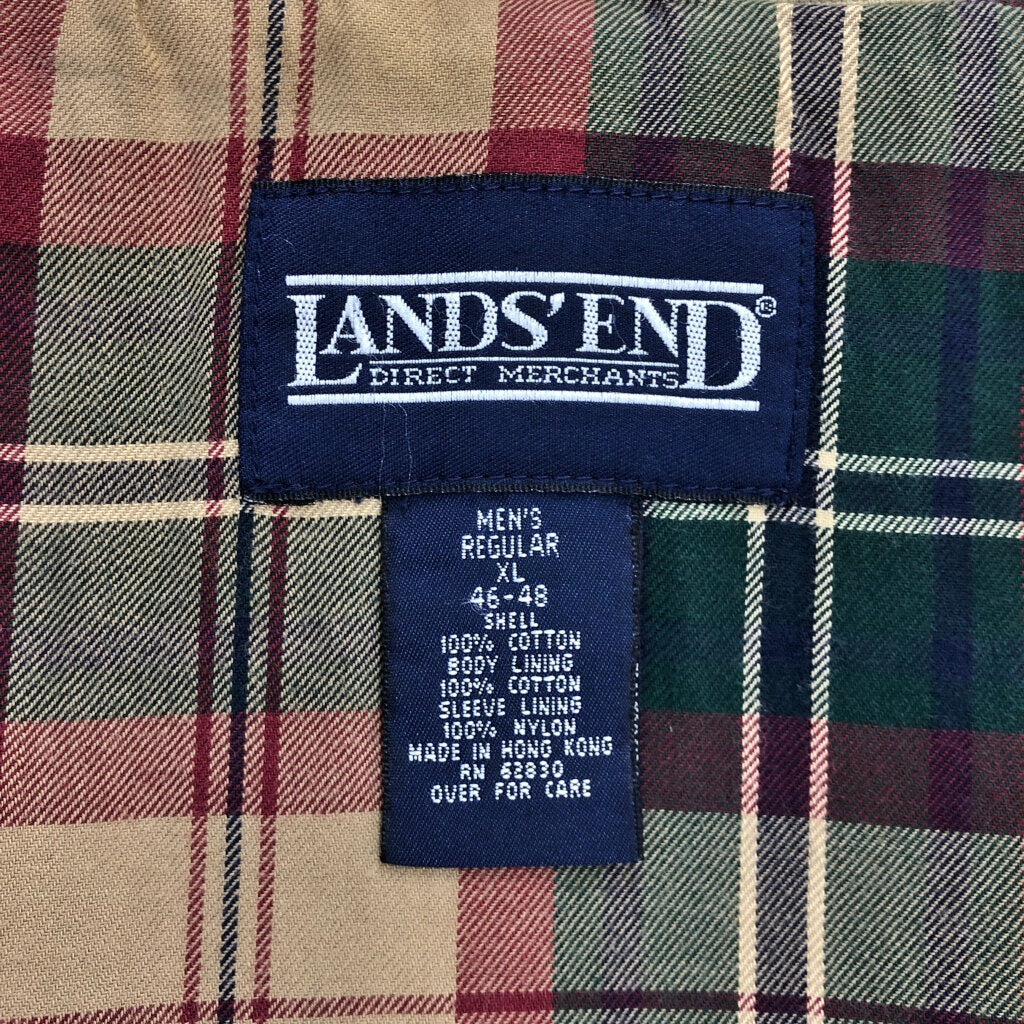 LANDS' END®
DIRECT MERCHANTS
MEN'S
REGULAR
XL
46-48
SHELL
100% COTTON
BODY LINING
100% COTTON
SLEEVE LINING
100% NYLON
MADE IN HONG KONG
RN 62830
OVER FOR CARE